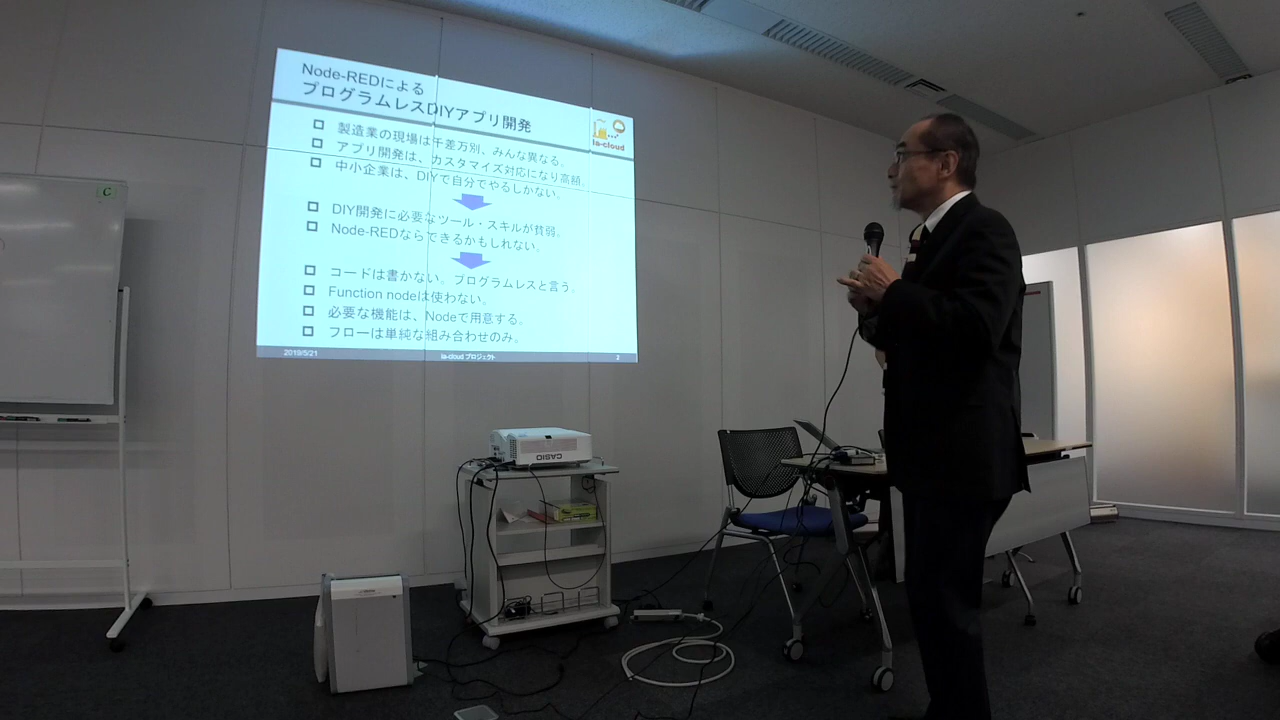 Node-REDによる
プログラムレスDIYアプリ開発
Ia-cloud
製造業の現場は千差万別、みんな異なる。
アプリ開発は、カスタマイズ対応になり高額。
中小企業は、DIYで自分でやるしかない。
DIY開発に必要なツール・スキルが貧弱。
Node-REDならできるかもしれない。
コードは書かない。プログラムレスと言う。
Function nodeは使わない。
必要な機能は、Nodeで用意する。
フローは単純な組み合わせのみ。
2019/5/21
Ia-cloud プロジェクト
C
CASIO